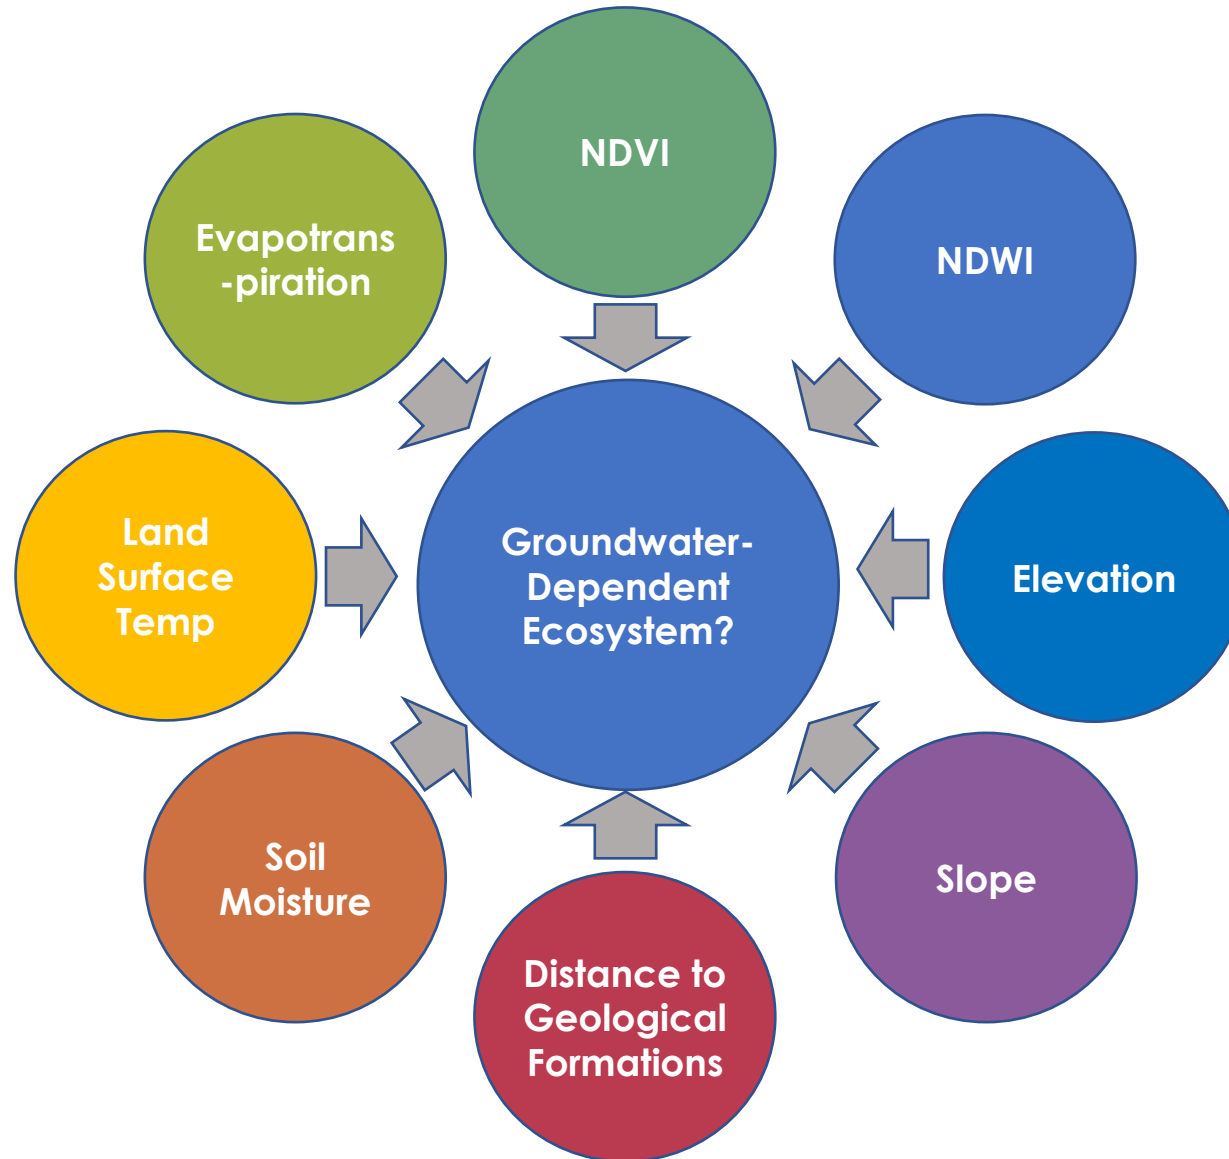 NDVI
NDWI
Elevation
Slope
Distance to
Geological
Formations
Soil
Moisture
Land
Surface
Temp
Evapotrans
-piration
Groundwater-
Dependent
Ecosystem?